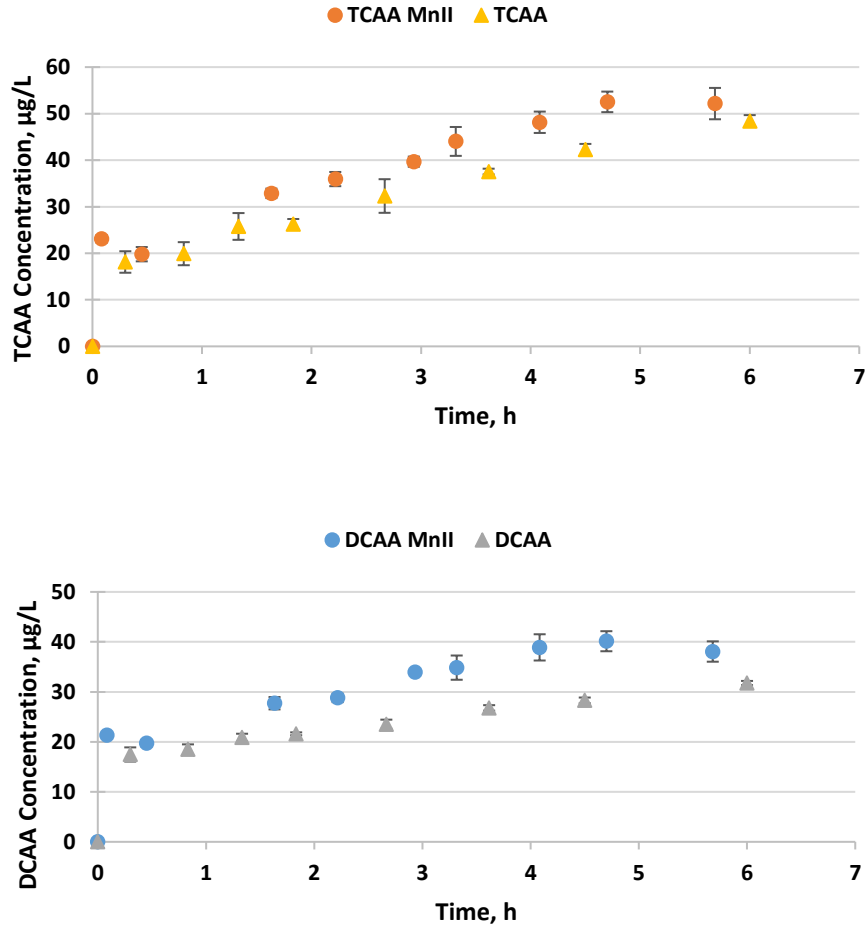 TCAA MnII TCAA
TCAA Concentration, µg/L
60
50
40
30
20
10
0
0 1 2 3 4 5 6 7
Time, h
DCAA MnII DCAA
DCAA Concentration, µg/L
50
40
30
20
10
0
0 1 2 3 4 5 6 7
Time, h